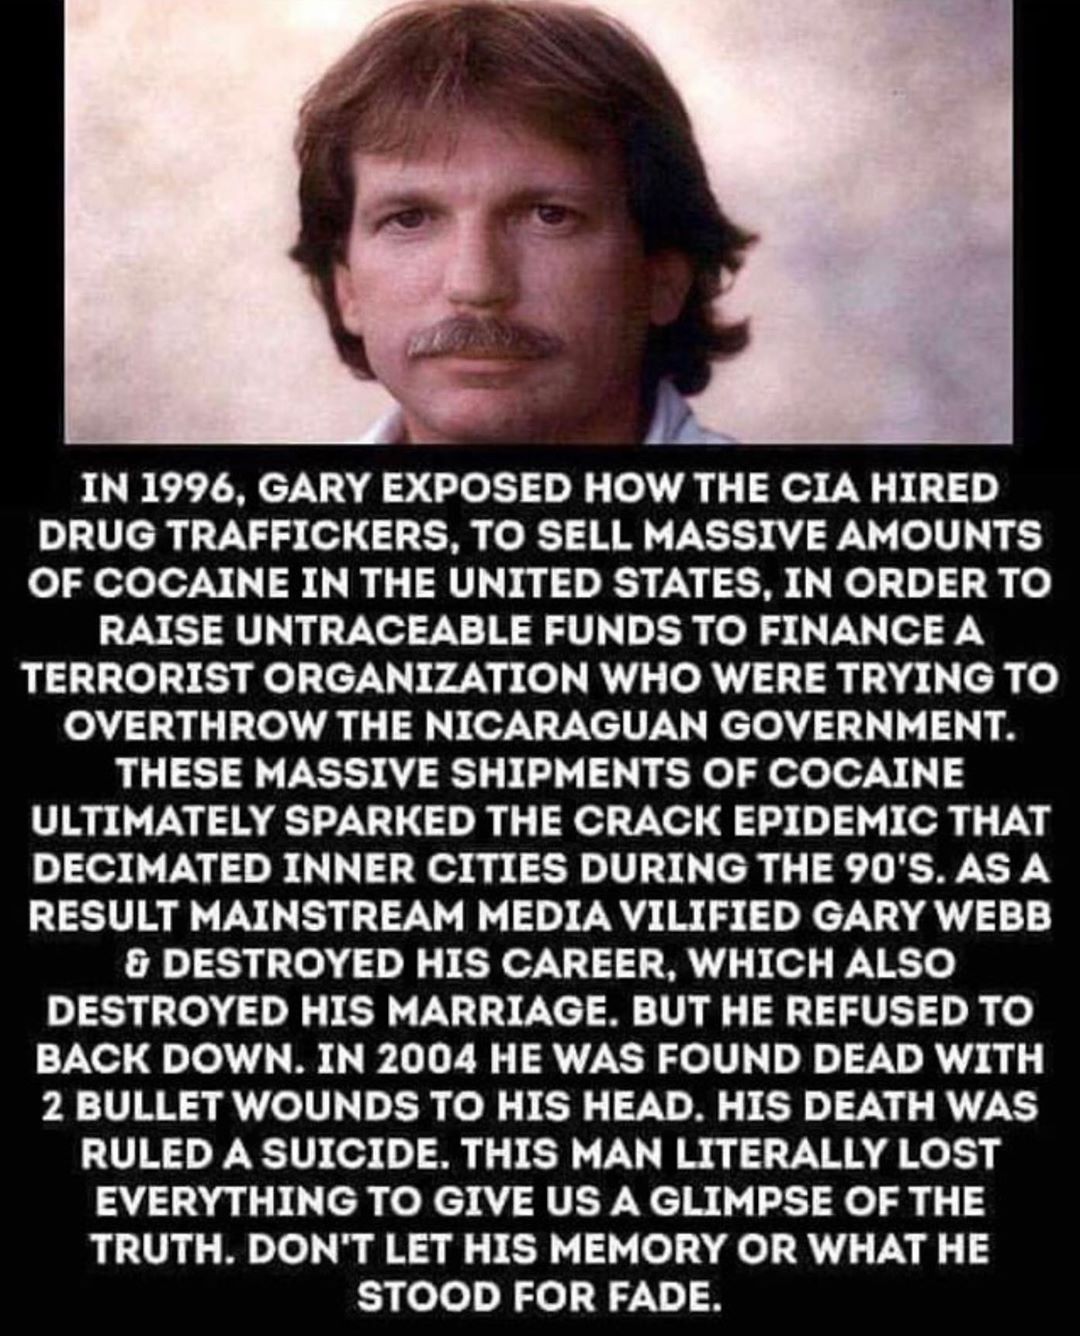 IN 1996, GARY EXPOSED HOW THE CIA HIRED
DRUG TRAFFICKERS, TO SELL MASSIVE AMOUNTS
OF COCAINE IN THE UNITED STATES, IN ORDER TO
RAISE UNTRACEABLE FUNDS TO FINANCE A
TERRORIST ORGANIZATION WHO WERE TRYING TO
OVERTHROW THE NICARAGUAN GOVERNMENT.
THESE MASSIVE SHIPMENTS OF COCAINE
ULTIMATELY SPARKED THE CRACK EPIDEMIC THAT
DECIMATED INNER CITIES DURING THE 90'S. AS A
RESULT MAINSTREAM MEDIA VILIFIED GARY WEBB
& DESTROYED HIS CAREER, WHICH ALSO
DESTROYED HIS MARRIAGE. BUT HE REFUSED TO
BACK DOWN. IN 2004 HE WAS FOUND DEAD WITH
2 BULLET WOUNDS TO HIS HEAD. HIS DEATH WAS
RULED A SUICIDE. THIS MAN LITERALLY LOST
EVERYTHING TO GIVE US A GLIMPSE OF THE
TRUTH. DON'T LET HIS MEMORY OR WHAT HE
STOOD FOR FADE.